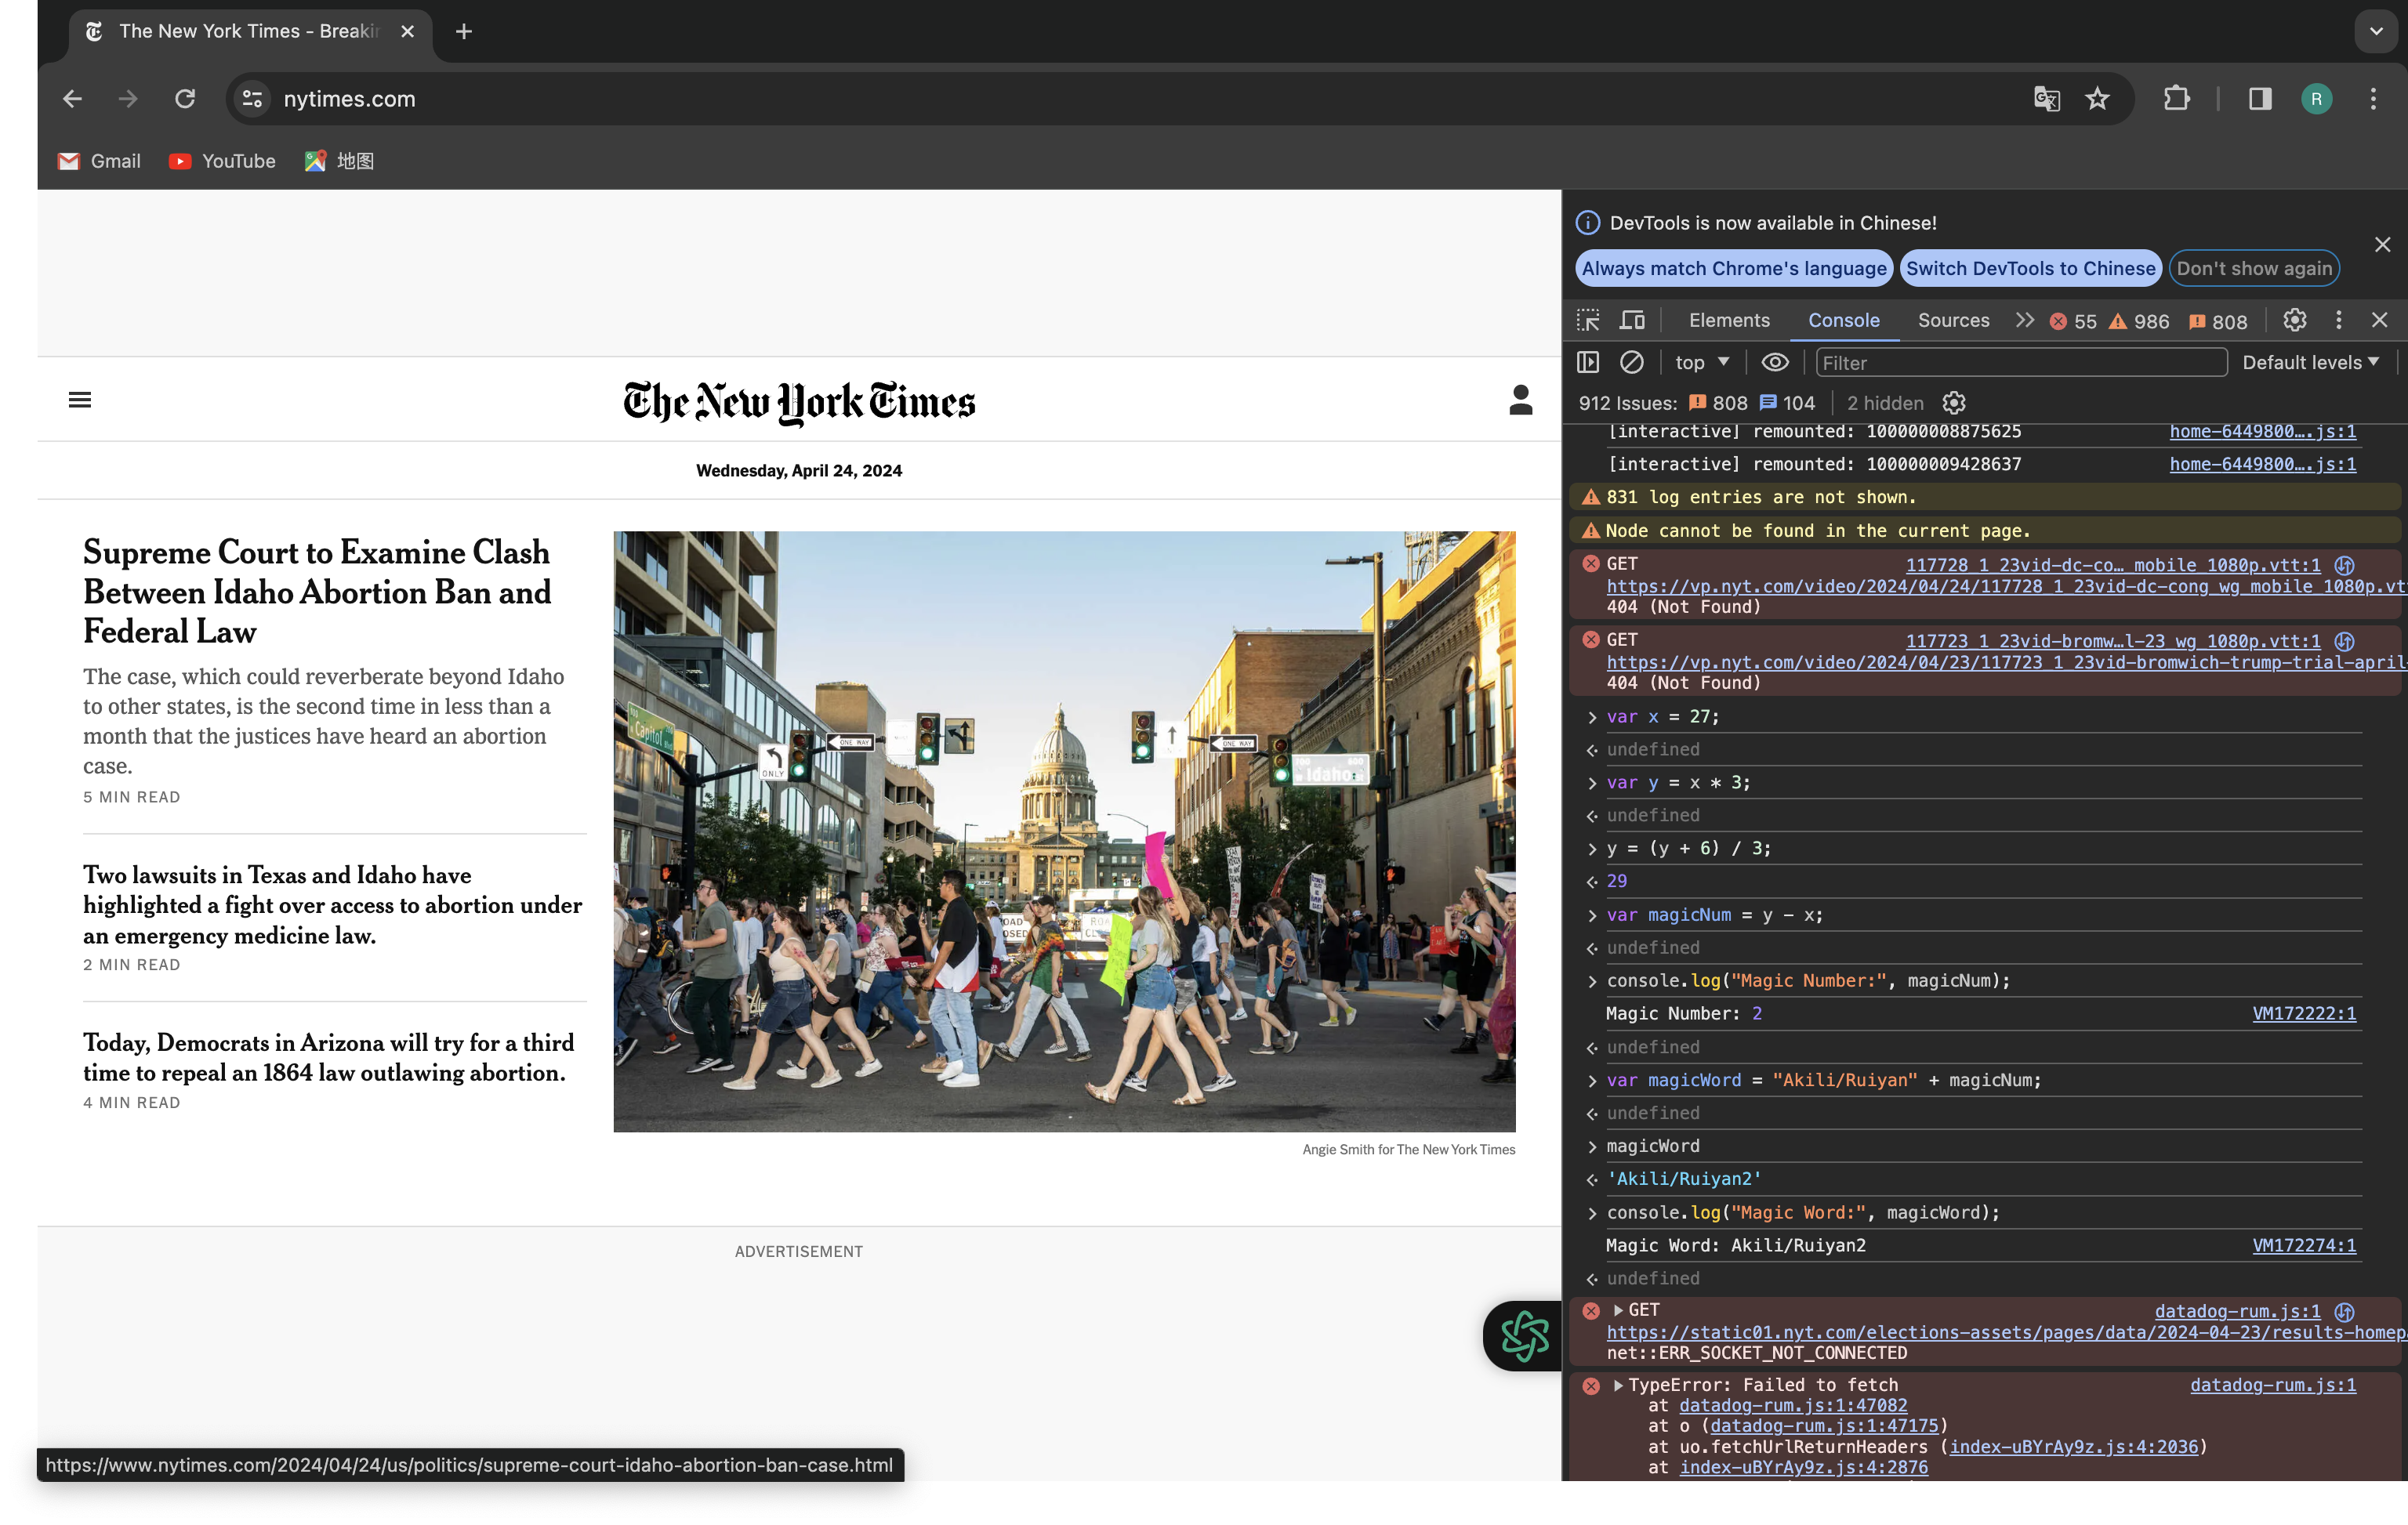 The New York Times - Breakin
nytimes.com
R
Gmail
YouTube
地图
The New York Times
Wednesday, April 24, 2024
Supreme Court to Examine Clash
Between Idaho Abortion Ban and
Federal Law
The case, which could reverberate beyond Idaho
to other states, is the second time in less than a
month that the justices have heard an abortion
case.
5 MIN READ
Two lawsuits in Texas and Idaho have
highlighted a fight over access to abortion under
an emergency medicine law.
2 MIN READ
Today, Democrats in Arizona will try for a third
time to repeal an 1864 law outlawing abortion.
4 MIN READ
Capitol
ONLY
ONE WAY
ONE WAY
700 600
Idaho
Angie Smith for The New York Times
ADVERTISEMENT
https://www.nytimes.com/2024/04/24/us/politics/supreme-court-idaho-abortion-ban-case.html
DevTools is now available in Chinese!
Always match Chrome's language Switch DevTools to Chinese Don't show again
Elements Console Sources 55 986 808
top Filter Default levels
912 Issues: 808 104 2 hidden
[interactive] remounted: 100000008875625 home-6449800….js:1
[interactive] remounted: 100000009428637 home-6449800….js:1
831 log entries are not shown.
Node cannot be found in the current page.
GET 117728_1_23vid-dc-co…_mobile_1080p.vtt:1
https://vp.nyt.com/video/2024/04/24/117728_1_23vid-dc-cong_wg_mobile_1080p.vt
404 (Not Found)
GET 117723_1_23vid-bromw…l-23_wg_1080p.vtt:1
https://vp.nyt.com/video/2024/04/23/117723_1_23vid-bromwich-trump-trial-april-
404 (Not Found)
var x = 27;
undefined
var y = x * 3;
undefined
y = (y + 6) / 3;
29
var magicNum = y - x;
undefined
console.log("Magic Number:", magicNum);
Magic Number: 2 VM172222:1
undefined
var magicWord = "Akili/Ruiyan" + magicNum;
undefined
magicWord
'Akili/Ruiyan2'
console.log("Magic Word:", magicWord);
Magic Word: Akili/Ruiyan2 VM172274:1
undefined
GET datadog-rum.js:1
https://static01.nyt.com/elections-assets/pages/data/2024-04-23/results-homep
net::ERR_SOCKET_NOT_CONNECTED
TypeError: Failed to fetch datadog-rum.js:1
at datadog-rum.js:1:47082
at o (datadog-rum.js:1:47175)
at uo.fetchUrlReturnHeaders (index-uBYrAy9z.js:4:2036)
at index-uBYrAy9z.js:4:2876